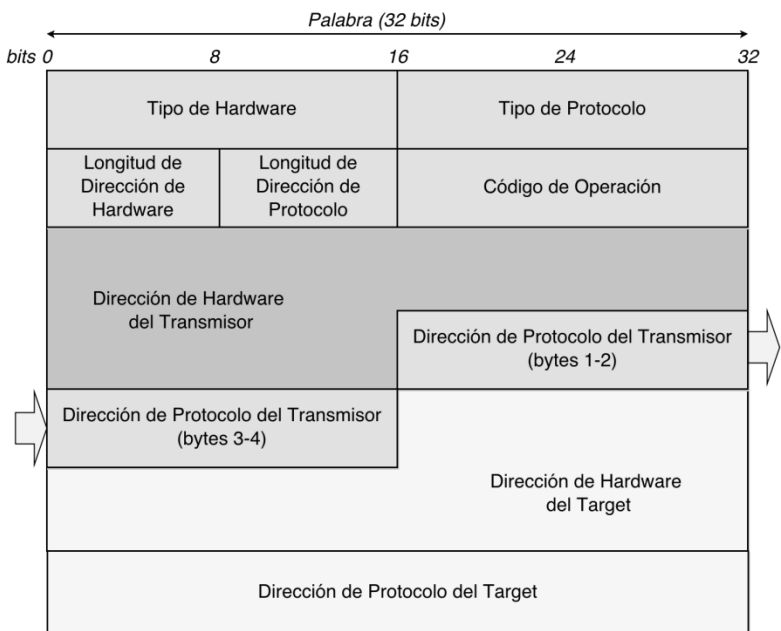 Palabra (32 bits)
bits 0 8 16 24 32
Tipo de Hardware Tipo de Protocolo
Longitud de
Dirección de
Hardware
Longitud de
Dirección de
Protocolo
Código de Operación
Dirección de Hardware
del Transmisor
Dirección de Protocolo del Transmisor
(bytes 1-2)
Dirección de Protocolo del Transmisor
(bytes 3-4)
Dirección de Hardware
del Target
Dirección de Protocolo del Target